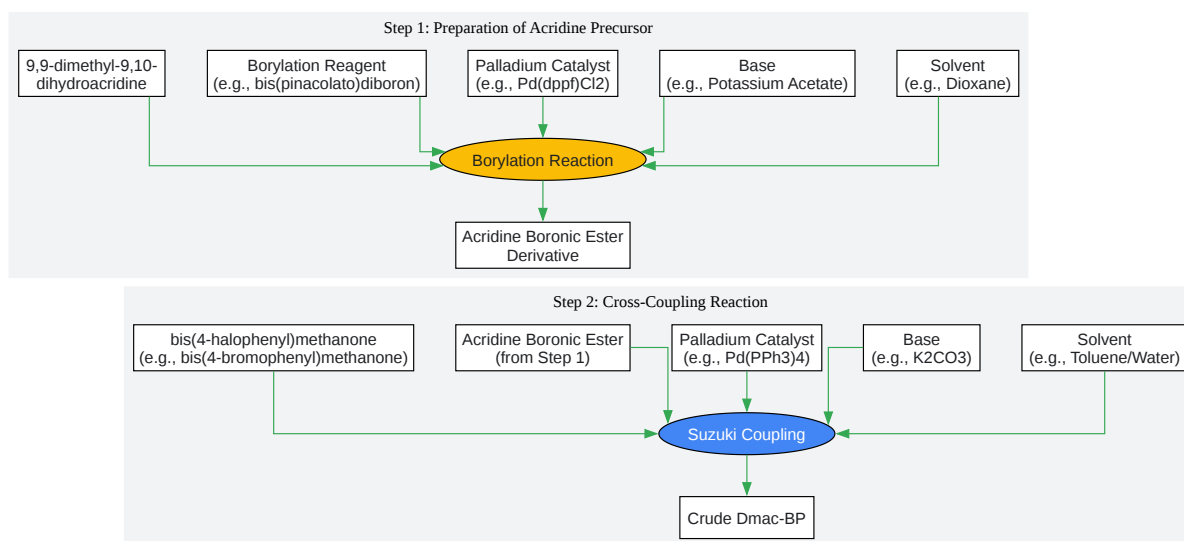 Step 1: Preparation of Acridine Precursor
9,9-dimethyl-9,10-
dihydroacridine
Borylation Reagent
(e.g., bis(pinacolato)diboron)
Palladium Catalyst
(e.g., Pd(dppf)Cl2)
Base
(e.g., Potassium Acetate)
Solvent
(e.g., Dioxane)
Borylation Reaction
Acridine Boronic Ester
Derivative
Step 2: Cross-Coupling Reaction
bis(4-halophenyl)methanone
(e.g., bis(4-bromophenyl)methanone)
Acridine Boronic Ester
(from Step 1)
Palladium Catalyst
(e.g., Pd(PPh3)4)
Base
(e.g., K2CO3)
Solvent
(e.g., Toluene/Water)
Suzuki Coupling
Crude Dmac-BP